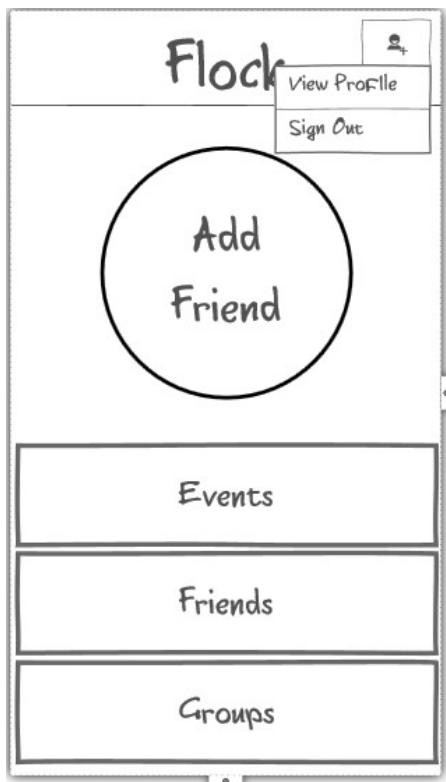 Flock
View Profile
Sign Out
Add
Friend
Events
Friends
Groups